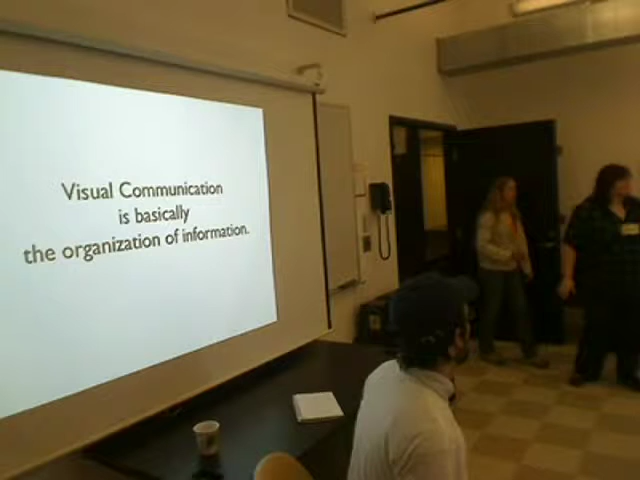 Visual Communication
is basically
the organization of information.